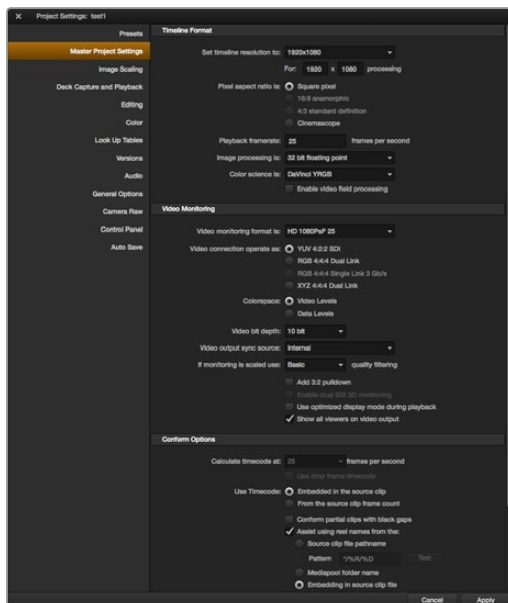 Project Settings: test1
Presets
Master Project Settings
Image Scaling
Deck Capture and Playback
Editing
Color
Look Up Tables
Versions
Audio
General Options
Camera Raw
Control Panel
Auto Save
Timeline Format
Set timeline resolution to: 1920x1080
For: 1920 x 1080 processing
Pixel aspect ratio is: Square pixel
16:9 anamorphic
4:3 standard definition
Cinemascope
Playback framerate: 25 frames per second
Image processing is: 32 bit floating point
Color science is: DaVinci YRGB
Enable video field processing
Video Monitoring
Video monitoring format is: HD 1080PsF 25
Video connection operate as: YUV 4:2:2 SDI
RGB 4:4:4 Dual Link
RGB 4:4:4 Single Link 3 Gb/s
XYZ 4:4:4 Dual Link
Colorspace: Video Levels
Data Levels
Video bit depth: 10 bit
Video output sync source: Internal
If monitoring is scaled use: Basic quality filtering
Add 3:2 pulldown
Enable dual SDI 3D monitoring
Use optimized display mode during playback
Show all viewers on video output
Conform Options
Calculate timecode at: 25 frames per second
Use drop frame timecode
Use Timecode: Embedded in the source clip
From the source clip frame count
Conform partial clips with black gaps
Assist using reel names from the:
Source clip file pathname
Pattern */%R/%D Test
Mediapool folder name
Embedding in source clip file
Cancel Apply